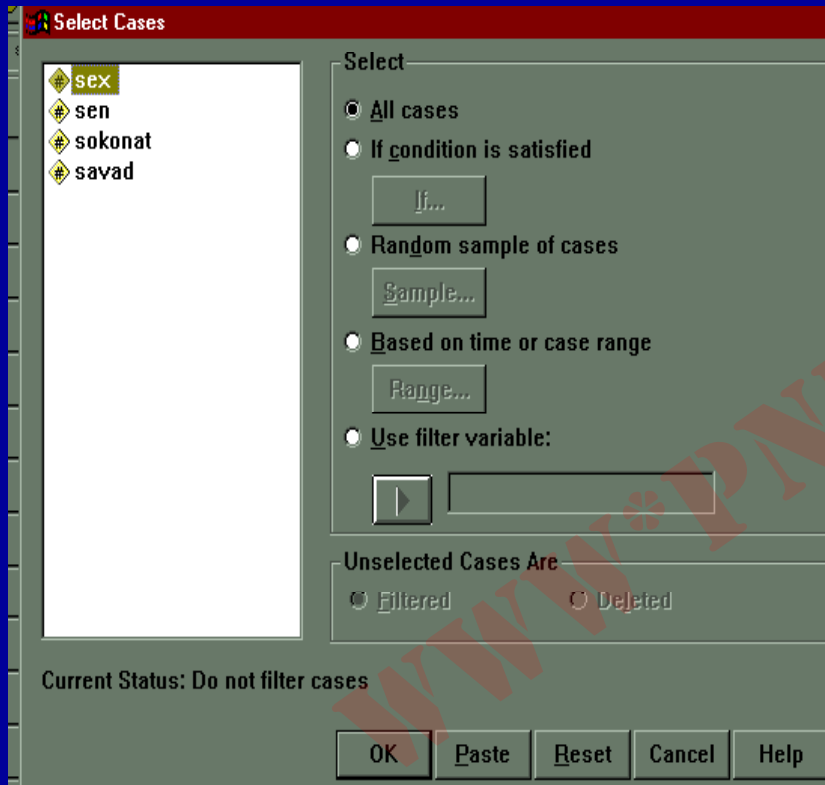 Select Cases
sex
sen
sokonat
savad
Select
All cases
If condition is satisfied
If...
Random sample of cases
Sample...
Based on time or case range
Range...
Use filter variable:
Unselected Cases Are
Filtered Deleted
Current Status: Do not filter cases
OK Paste Reset Cancel Help